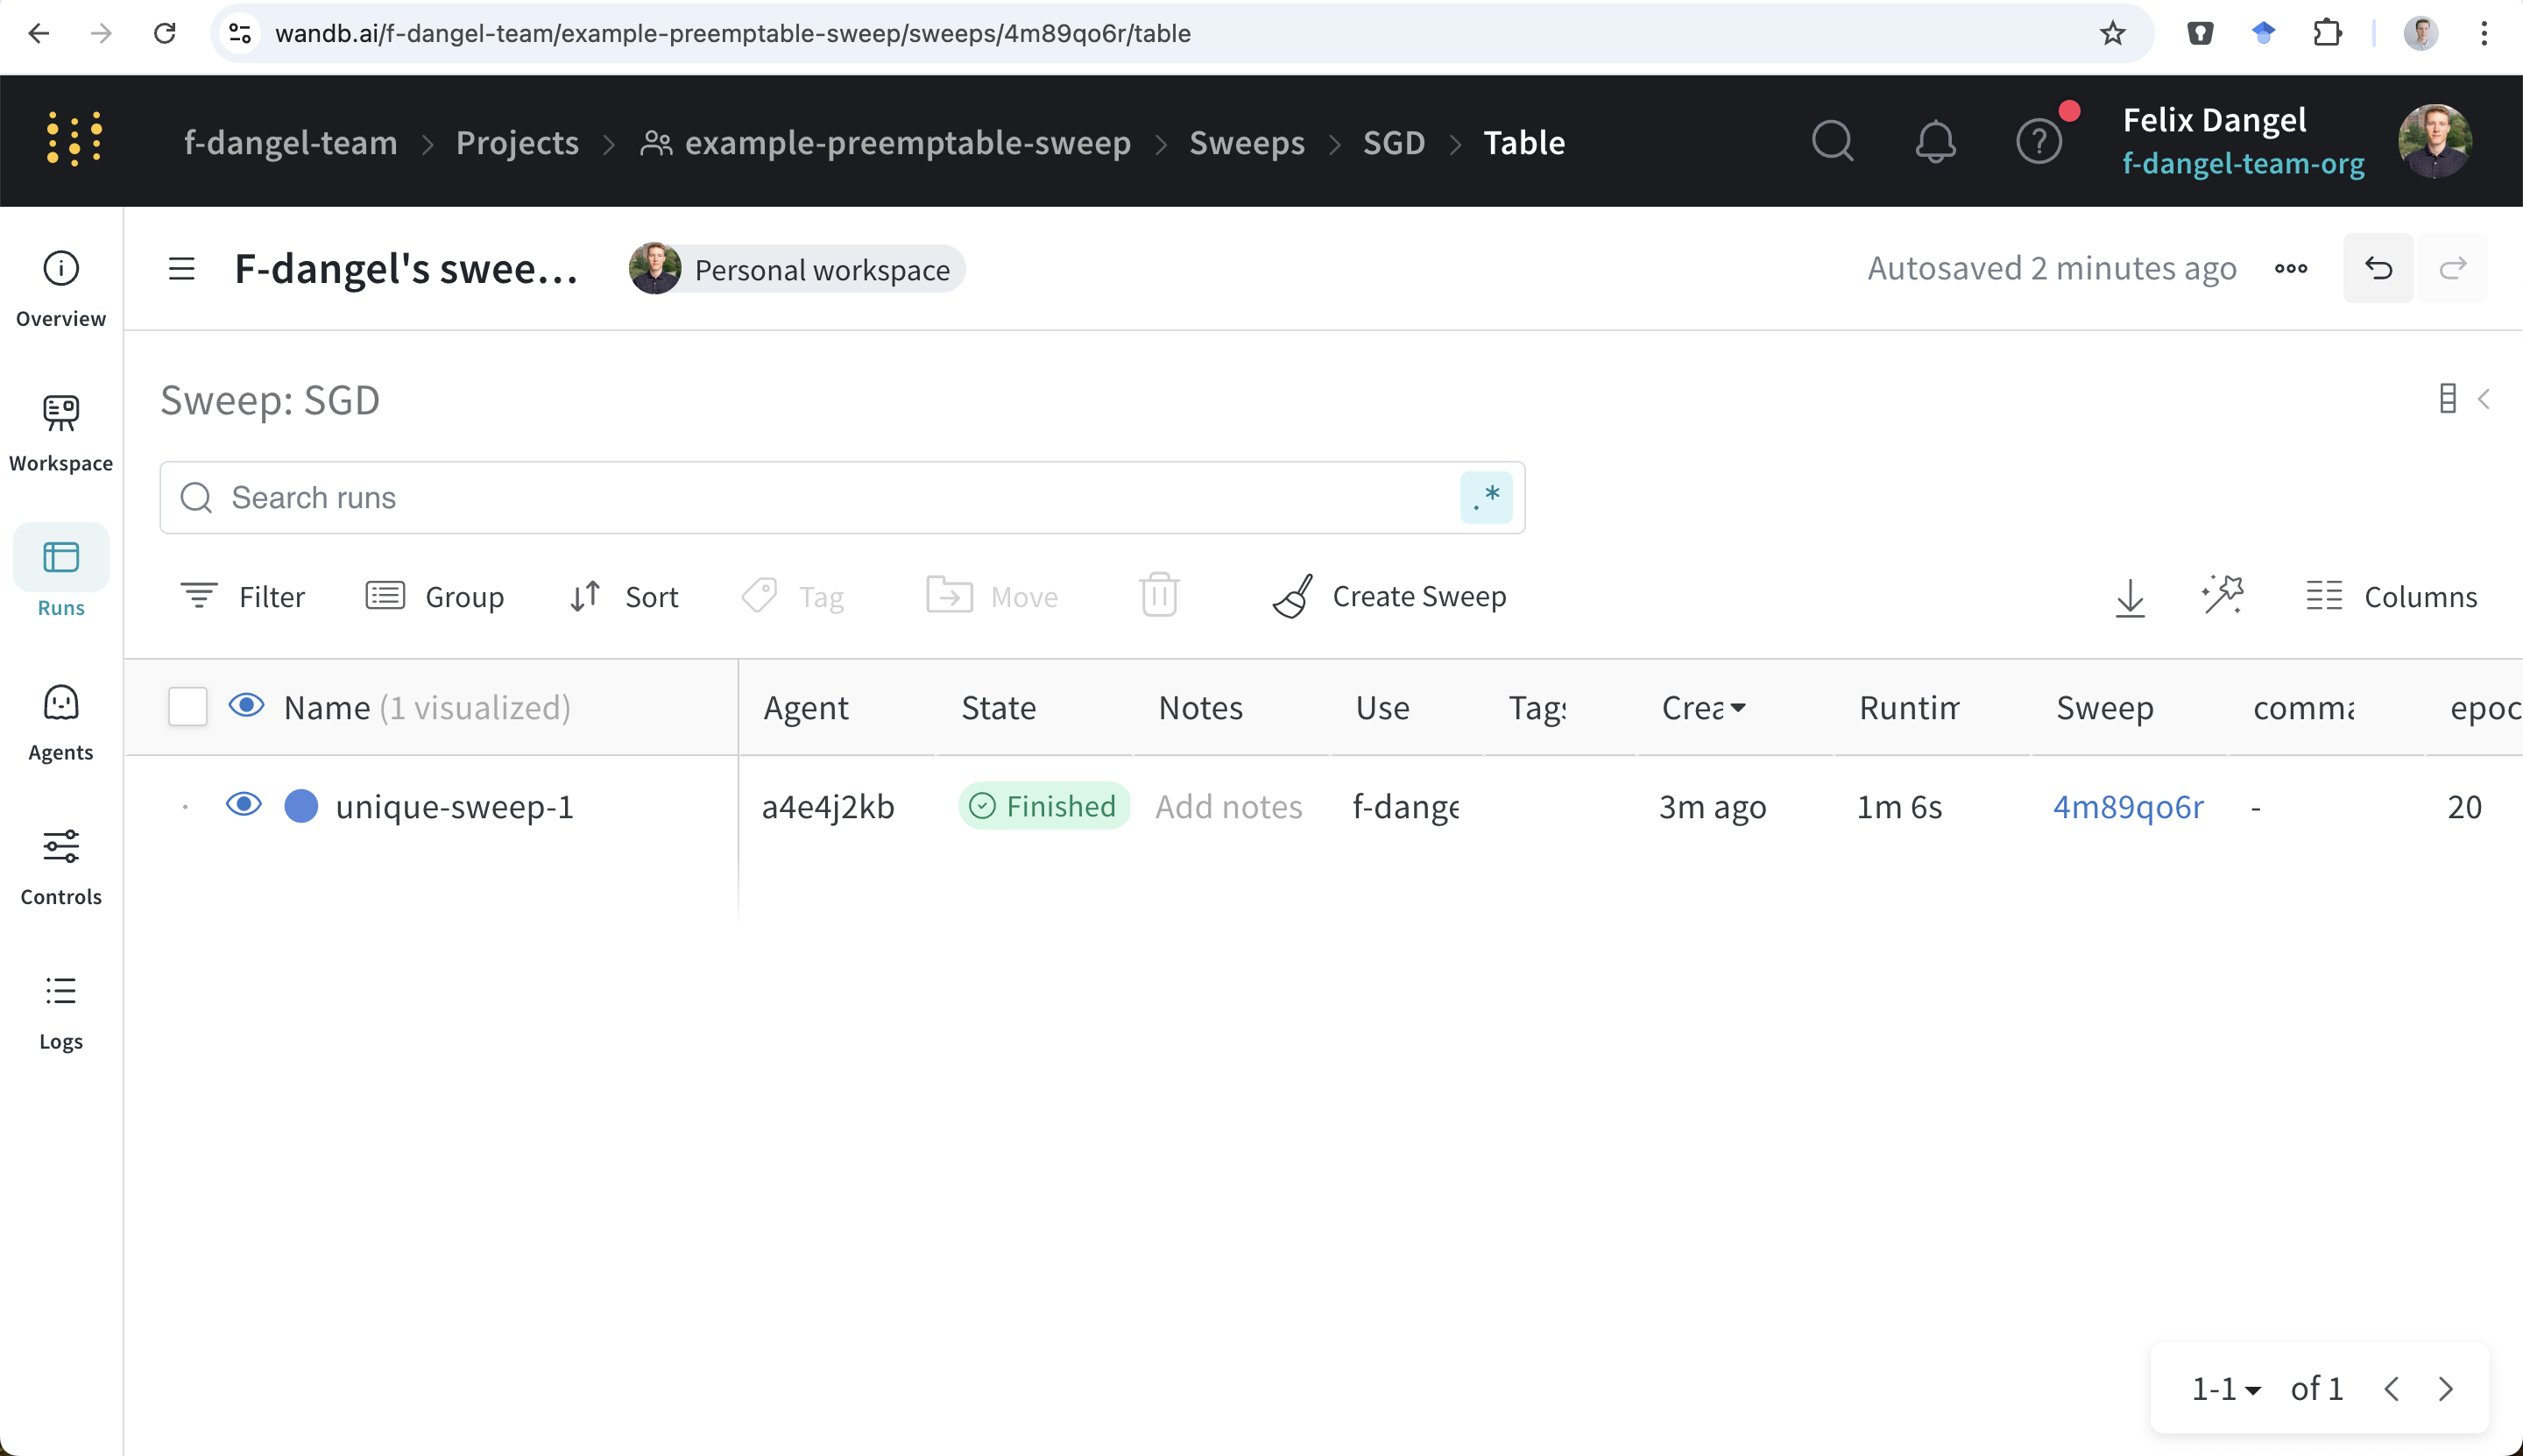 wandb.ai/f-dangel-team/example-preemptable-sweep/sweeps/4m89qo6r/table
f-dangel-team > Projects > example-preemptable-sweep > Sweeps > SGD > Table
Felix Dangel
f-dangel-team-org
F-dangel's swee...
Personal workspace
Autosaved 2 minutes ago
Overview
Workspace
Runs
Agents
Controls
Logs
Sweep: SGD
Search runs
.*
Filter Group Sort Tag Move Create Sweep Columns
Name (1 visualized) Agent State Notes Use Tags Crea Runtim Sweep comma epoc
unique-sweep-1 a4e4j2kb Finished Add notes f-dange 3m ago 1m 6s 4m89qo6r - 20
1-1 of 1